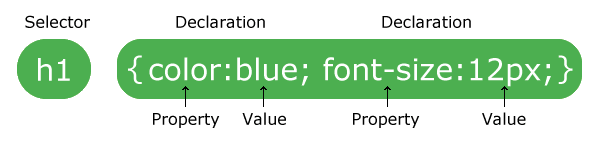 Selector Declaration Declaration
h1 {color:blue; font-size:12px;}
Property Value Property Value